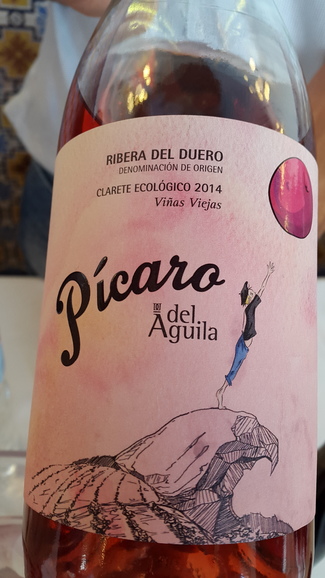 RIBERA DEL DUERO
DENOMINACIÓN DE ORIGEN
CLARETE ECOLÓGICO 2014
Viñas Viejas
Pícaro
del
Águila